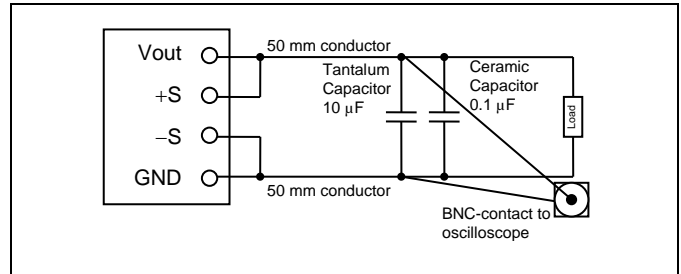 Vout
50 mm conductor
Tantalum
Capacitor
10 μF
Ceramic
Capacitor
0.1 μF
+S
Load
−S
GND
50 mm conductor
BNC-contact to
oscilloscope